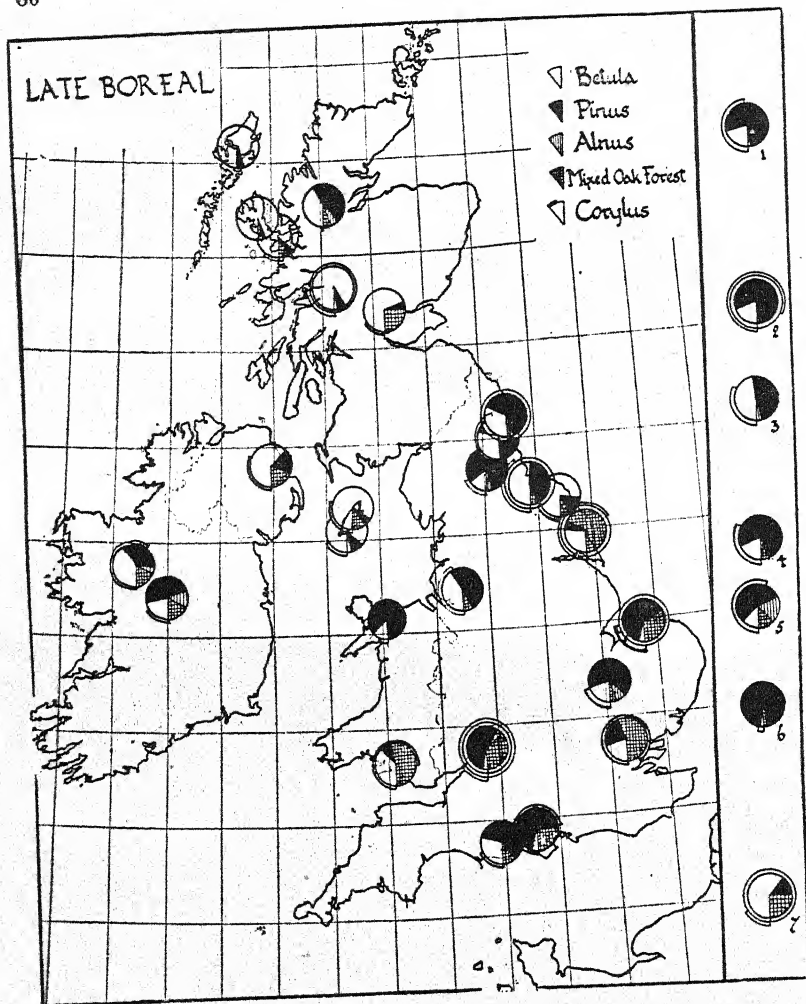 LATE BOREAL
Betula
Pinus
Alnus
Mixed Oak Forest
Corylus
1
2
3
4
5
6
7